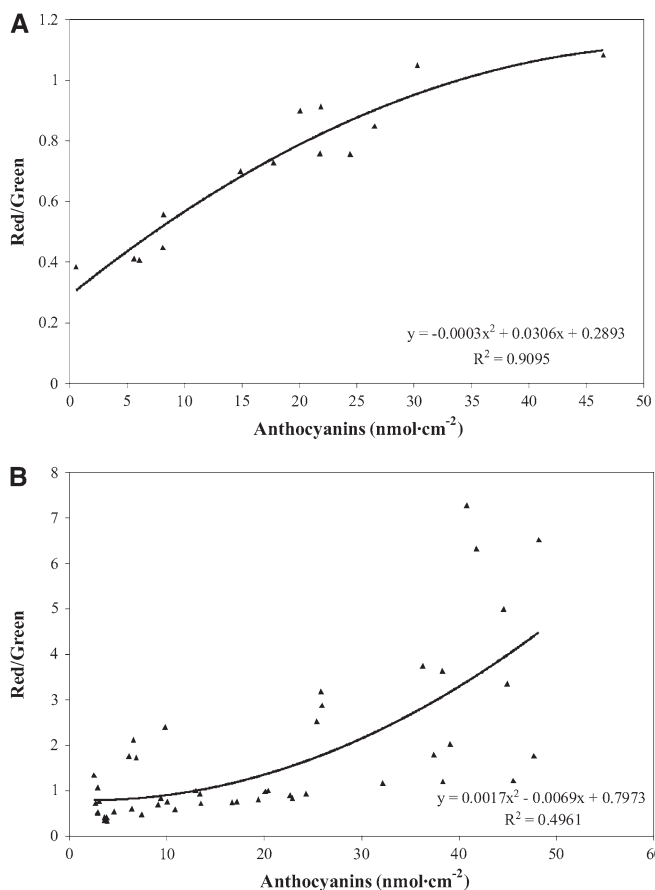 A
1.2
1
0.8
0.6
0.4
0.2
0
Red/Green
y = -0.0003x² + 0.0306x + 0.2893
R² = 0.9095
0 5 10 15 20 25 30 35 40 45 50
Anthocyanins (nmol·cm⁻²)
B
8
7
6
5
4
3
2
1
0
Red/Green
y = 0.0017x² - 0.0069x + 0.7973
R² = 0.4961
0 10 20 30 40 50 60
Anthocyanins (nmol·cm⁻²)